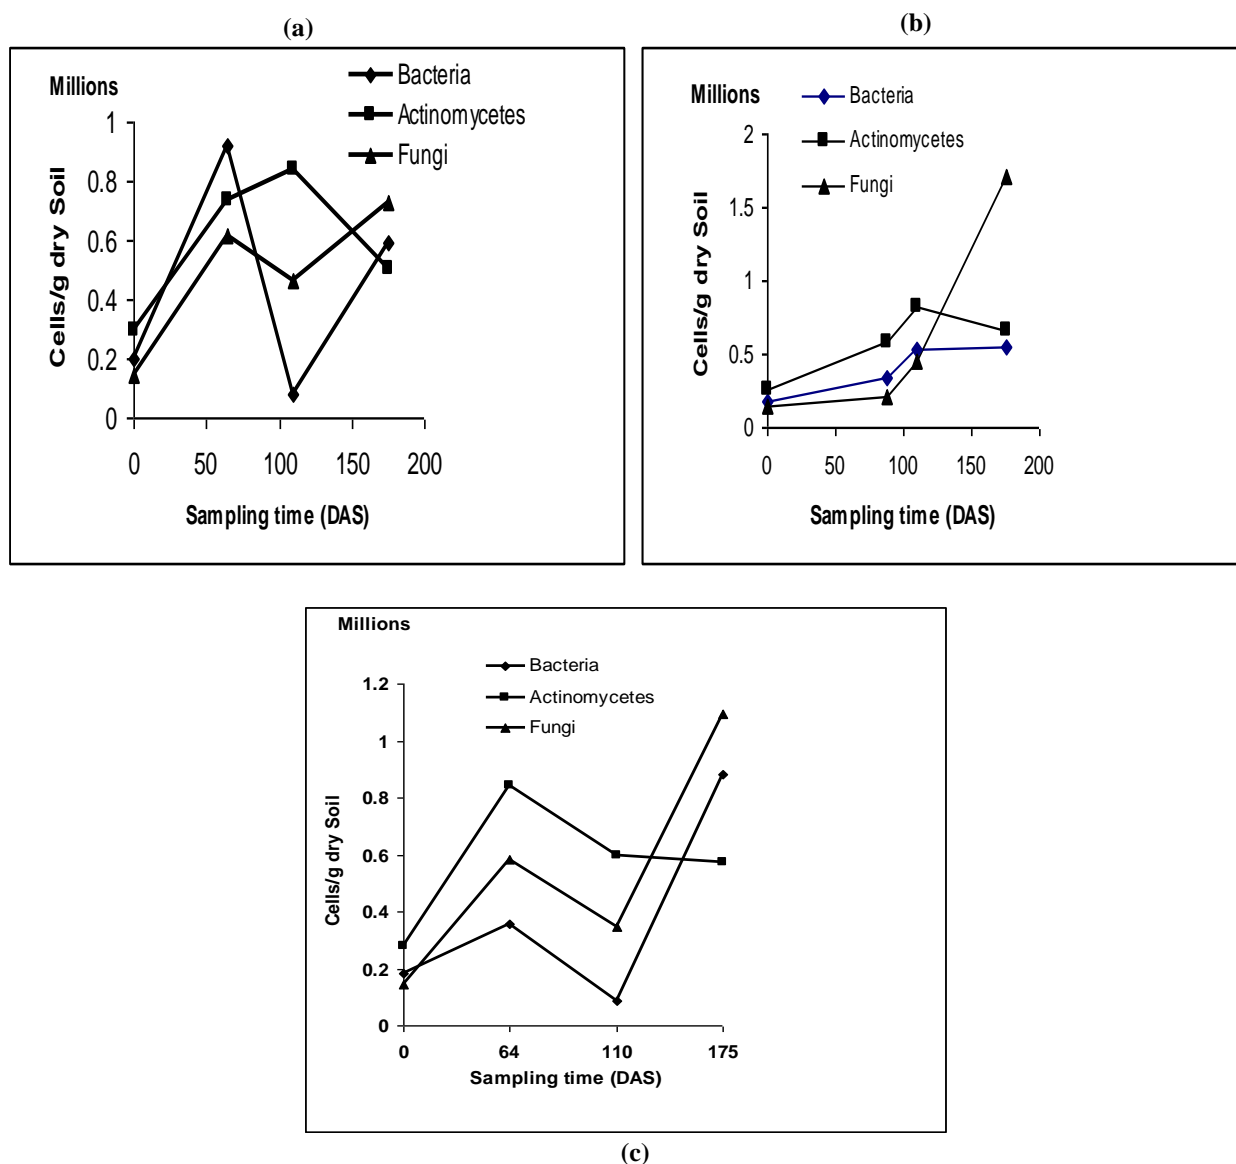 (a)
Millions
Bacteria
Actinomycetes
Fungi
Cells/g dry Soil
1
0.8
0.6
0.4
0.2
0
0 50 100 150 200
Sampling time (DAS)
(b)
Millions
Bacteria
Actinomycetes
Fungi
Cells/g dry Soil
2
1.5
1
0.5
0
0 50 100 150 200
Sampling time (DAS)
Millions
Bacteria
Actinomycetes
Fungi
Cells/g dry Soil
1.2
1
0.8
0.6
0.4
0.2
0
0 64 110 175
Sampling time (DAS)
(c)